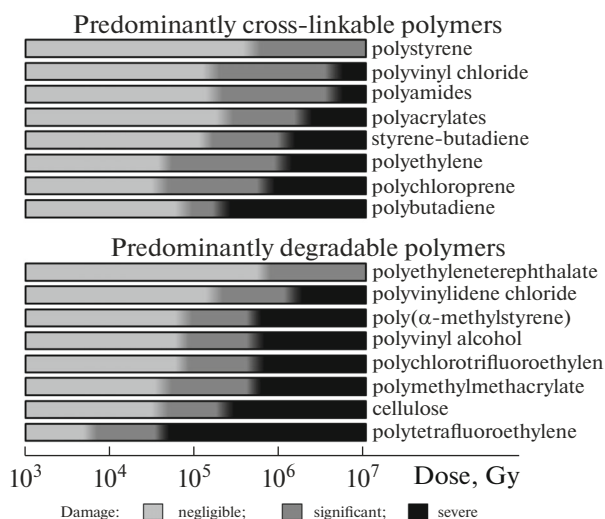 Predominantly cross-linkable polymers
polystyrene
polyvinyl chloride
polyamides
polyacrylates
styrene-butadiene
polyethylene
polychloroprene
polybutadiene
Predominantly degradable polymers
polyethyleneterephthalate
polyvinylidene chloride
poly(α-methylstyrene)
polyvinyl alcohol
polychlorotrifluoroethylen
polymethylmethacrylate
cellulose
polytetrafluoroethylene
10³ 10⁴ 10⁵ 10⁶ 10⁷ Dose, Gy
Damage: negligible; significant; severe